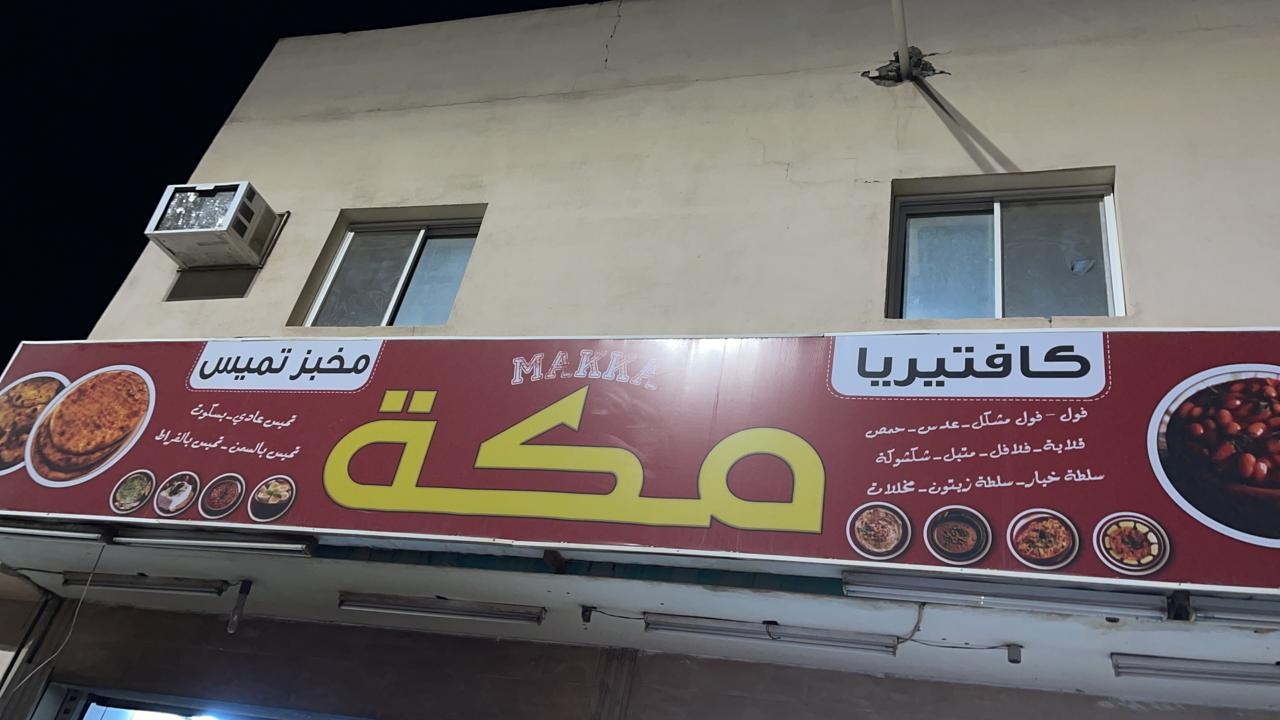 كافتيريا
فول - فول مشكل - عدس - حمص
قلابة - فلافل - متبل - شكشوكة
سلطة خيار - سلطة زيتون - مخللات
MAKKA
مكة
مخبز تميس
تميس عادي - بسكوت
تميس بالسمن - تميس بالفراط